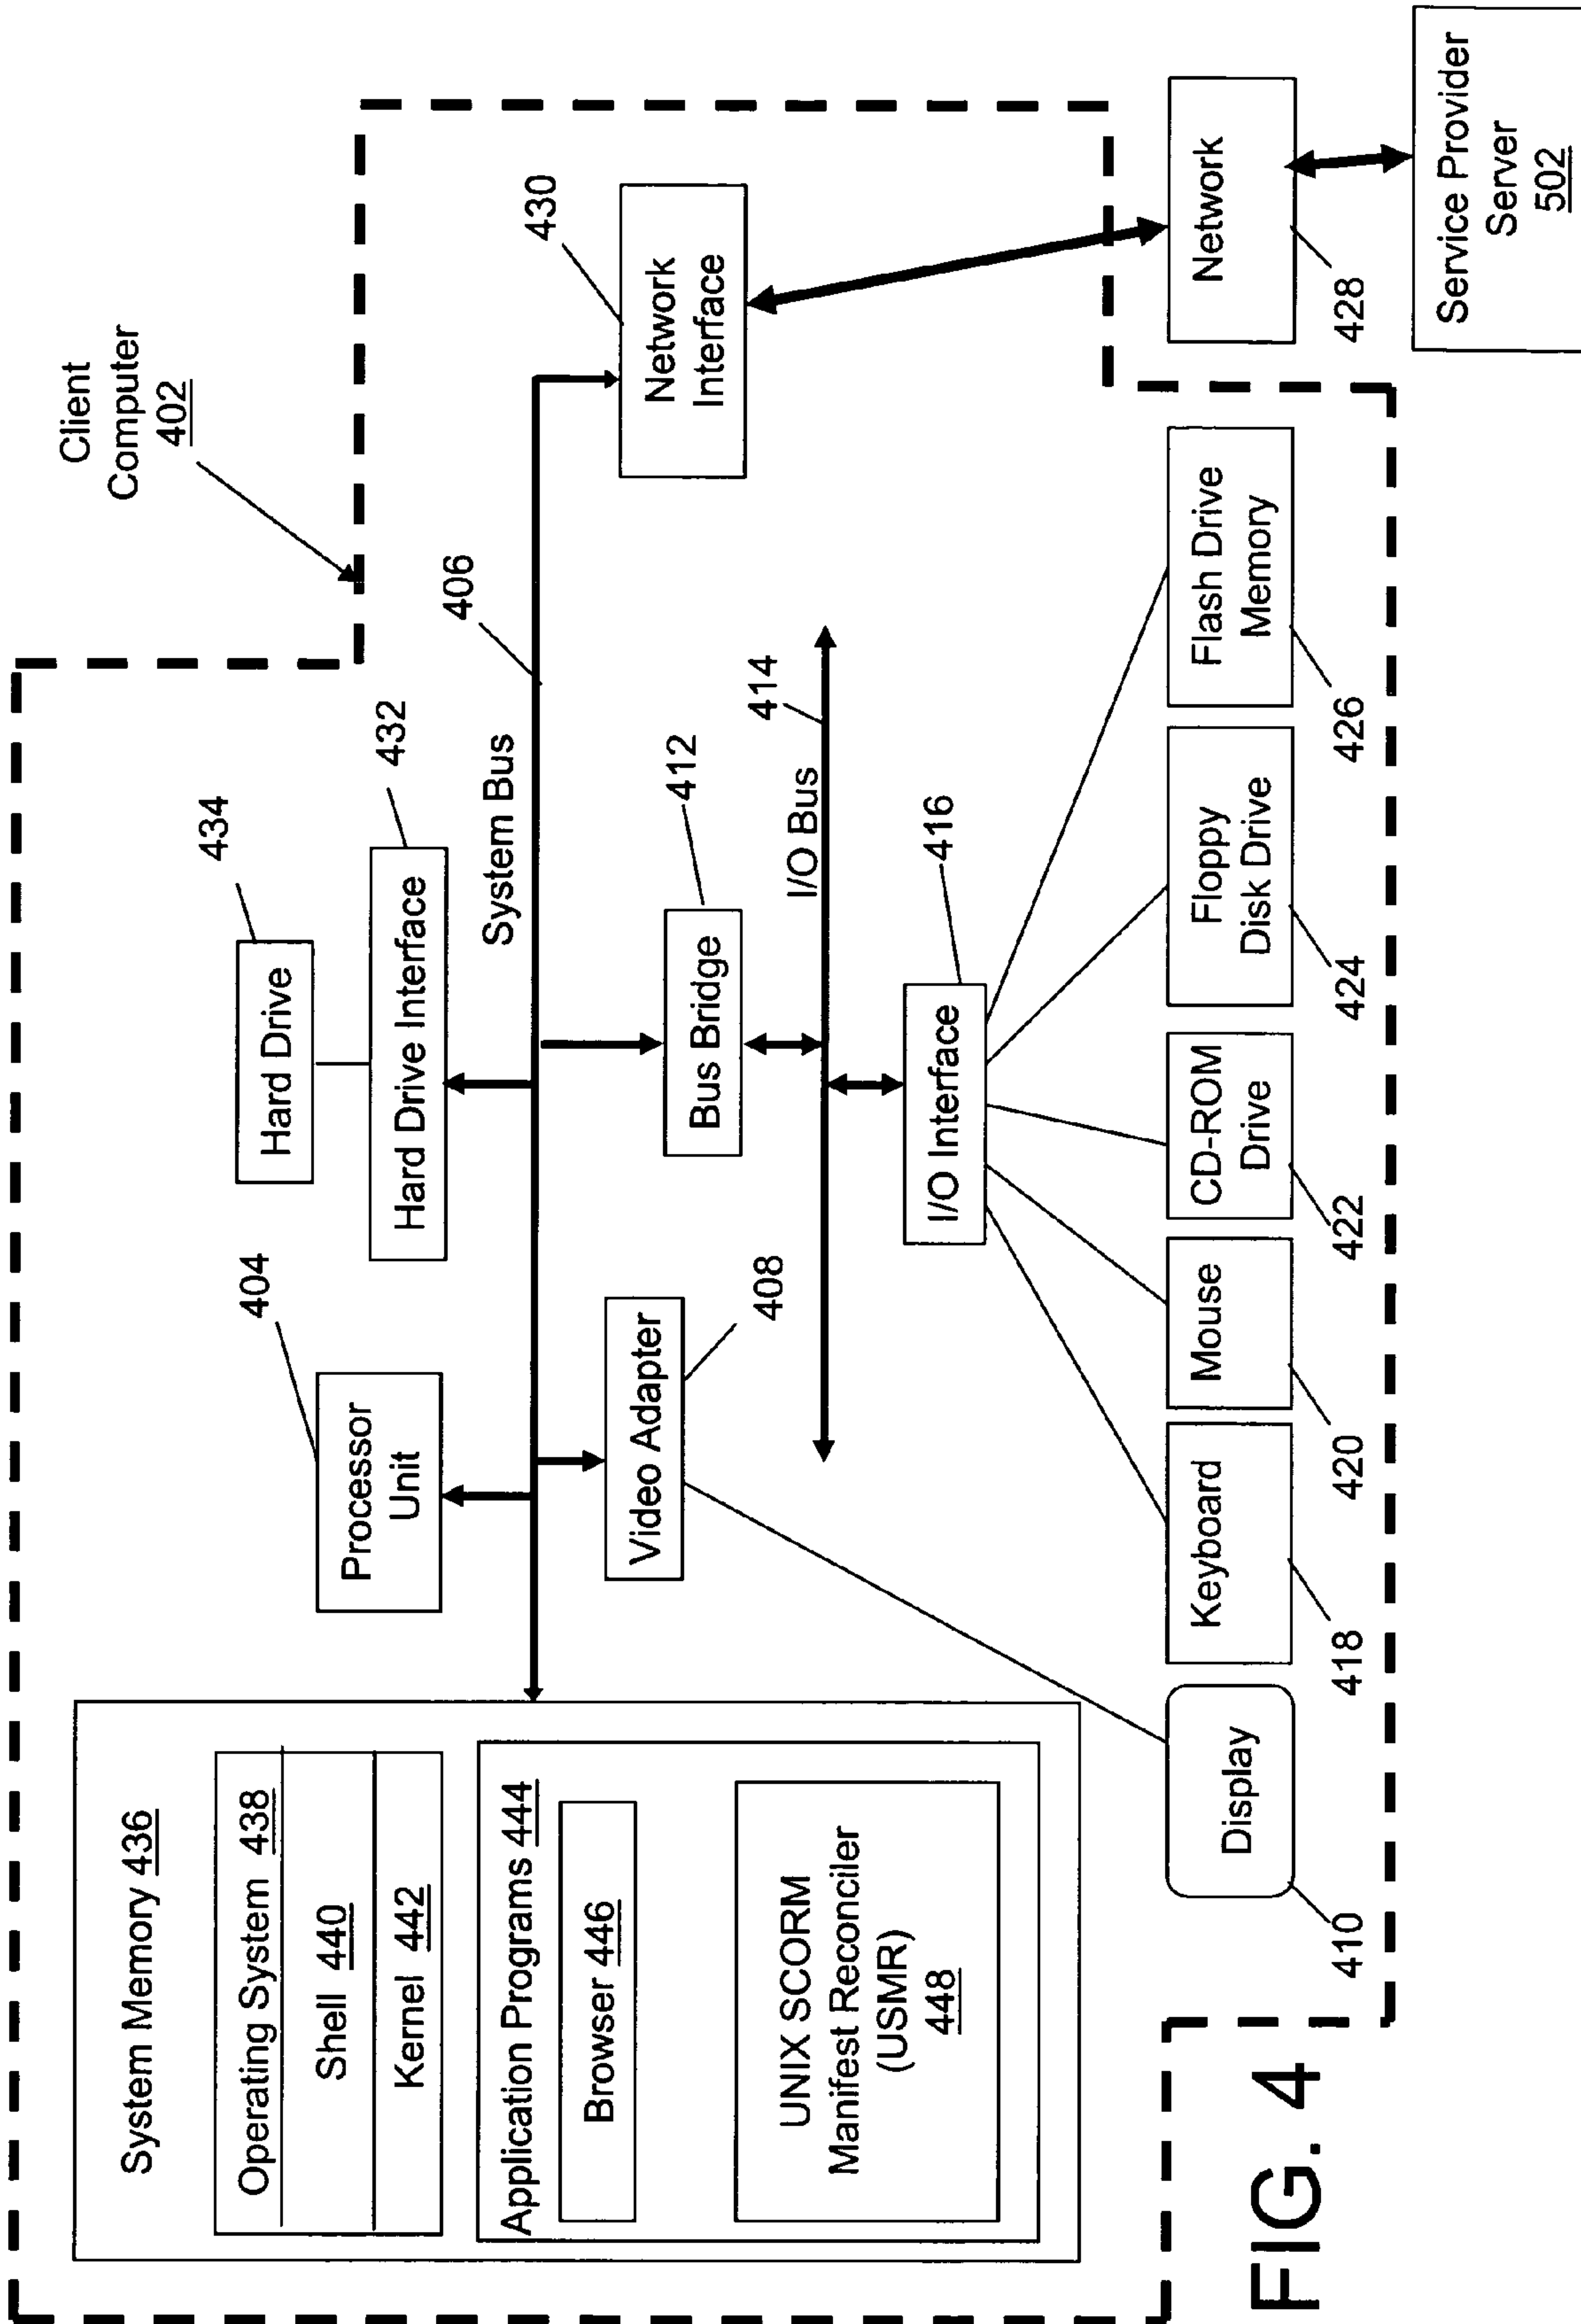 Client
Computer
402
434
Hard Drive
432
Hard Drive Interface
404
Processor
Unit
System Memory 436
Operating System 438
Shell 440
Kernel 442
Application Programs 444
Browser 446
UNIX SCORM
Manifest Reconciler
(USMR)
448
System Bus
406
430
Network
Interface
Video Adapter
408
Bus Bridge
412
I/O Bus
414
I/O Interface
416
Display
410
Keyboard
418
Mouse
420
CD-ROM
Drive
422
Floppy
Disk Drive
424
Flash Drive
Memory
426
Network
428
Service Provider
Server
502
FIG. 4